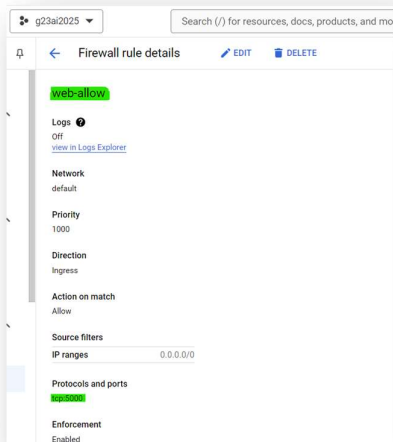 g23ai2025
Search (/) for resources, docs, products, and mo
Firewall rule details
EDIT
DELETE
web-allow
Logs
Off
view in Logs Explorer
Network
default
Priority
1000
Direction
Ingress
Action on match
Allow
Source filters
IP ranges 0.0.0.0/0
Protocols and ports
tcp:5000
Enforcement
Enabled